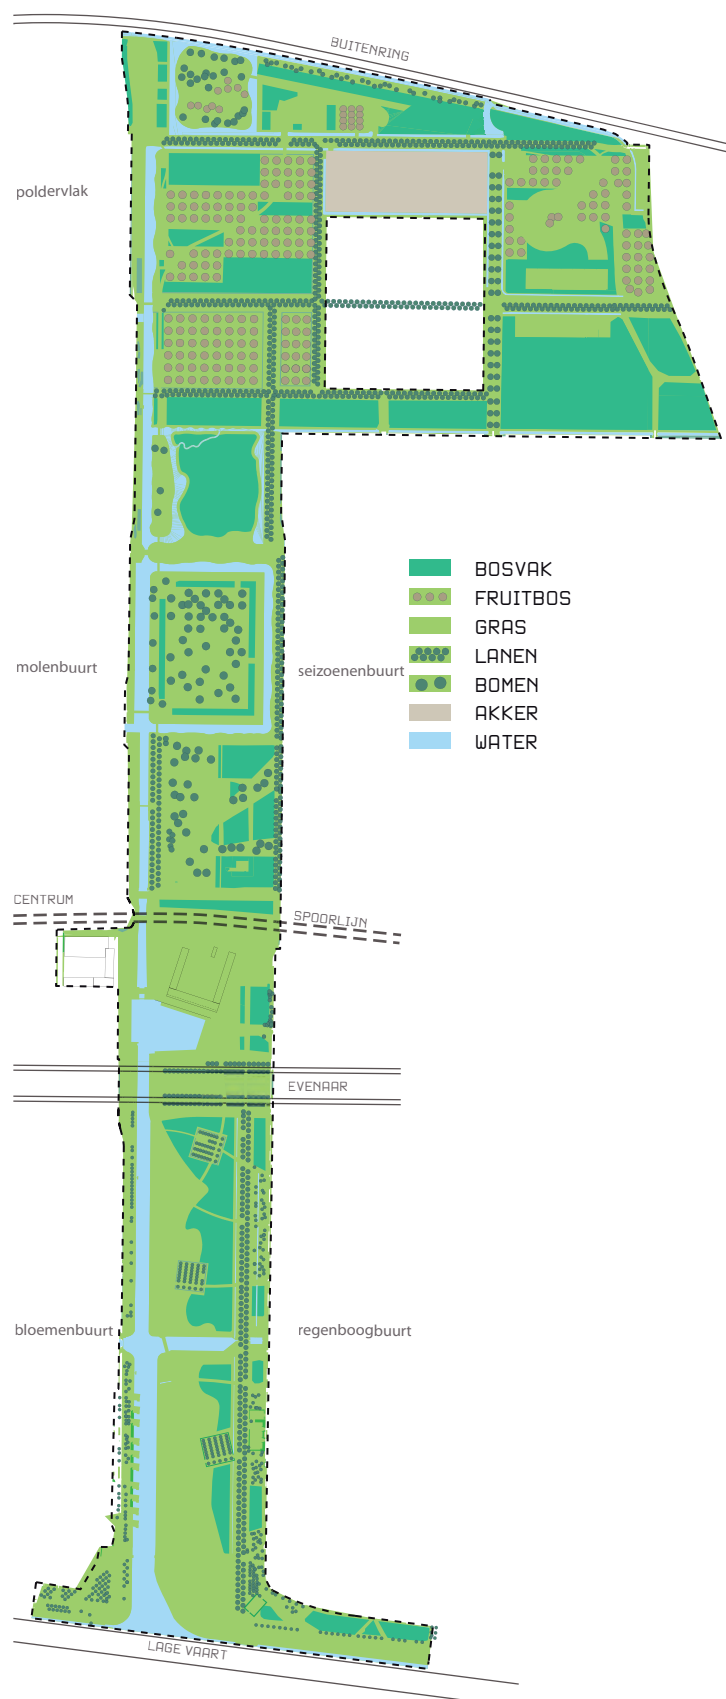 BUITENRING
poldervlak
BOSVAK
FRUITBOS
GRAS
LANEN
BOMEN
AKKER
WATER
molenbuurt
seizoenenbuurt
CENTRUM
SPOORLIJN
EVENAAR
bloemenbuurt
regenboogbuurt
LAGE VAART